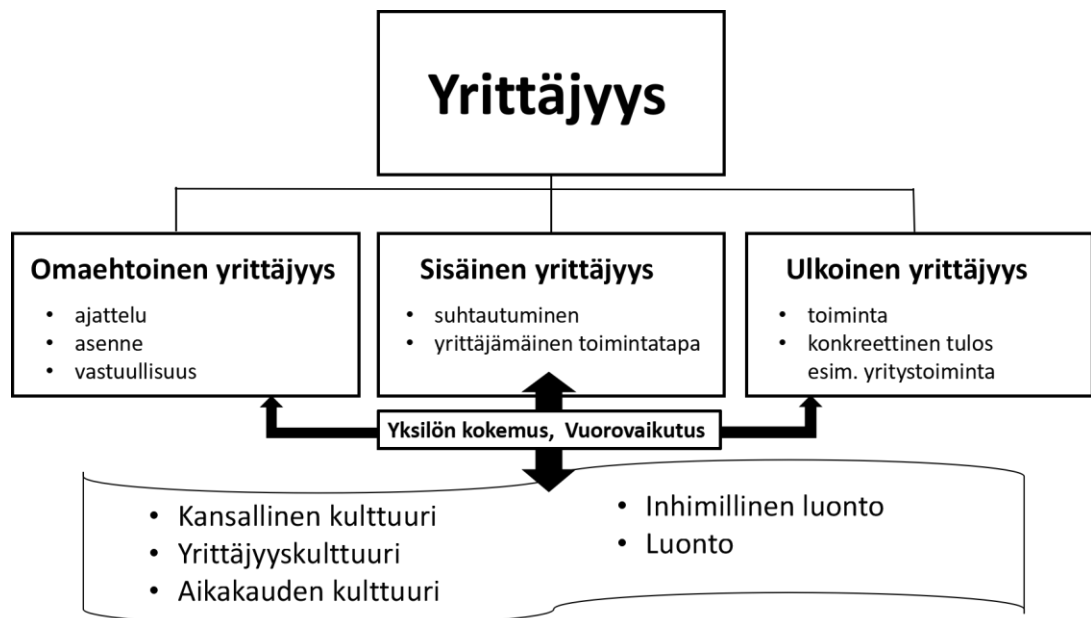 Yrittäjyys
Omaehtoinen yrittäjyys
• ajattelu
• asenne
• vastuullisuus
Sisäinen yrittäjyys
• suhtautuminen
• yrittäjämäinen toimintatapa
Ulkoinen yrittäjyys
• toiminta
• konkreettinen tulos
esim. yritystoiminta
Yksilön kokemus, Vuorovaikutus
• Kansallinen kulttuuri
• Yrittäjyyskulttuuri
• Aikakauden kulttuuri
• Inhimillinen luonto
• Luonto